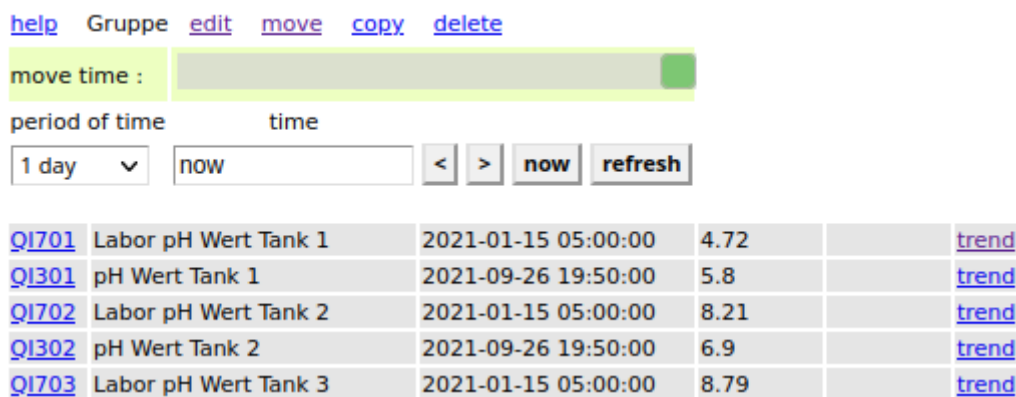 help Gruppe edit move copy delete
move time :
period of time time
1 day now < > now refresh
QI701 Labor pH Wert Tank 1 2021-01-15 05:00:00 4.72 trend
QI301 pH Wert Tank 1 2021-09-26 19:50:00 5.8 trend
QI702 Labor pH Wert Tank 2 2021-01-15 05:00:00 8.21 trend
QI302 pH Wert Tank 2 2021-09-26 19:50:00 6.9 trend
QI703 Labor pH Wert Tank 3 2021-01-15 05:00:00 8.79 trend